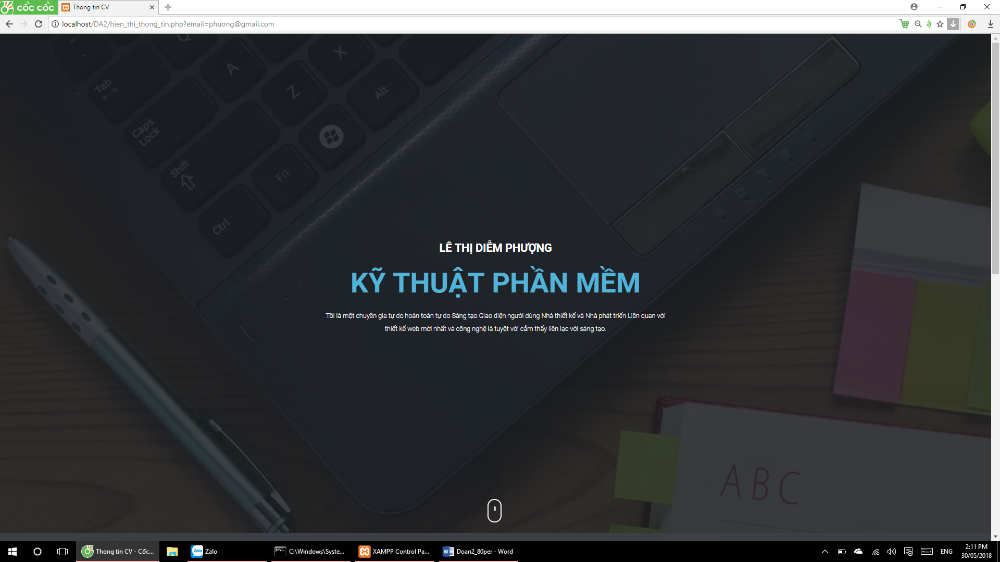 cốc cốc
Thong tin CV
localhost/DA2/hien_thi_thong_tin.php?email=phuong@gmail.com
Q
X
A
Tab
Z
Alt
Caps
Lock
Shift
Fn
Ctrl
LÊ THỊ DIỄM PHƯỢNG
KỸ THUẬT PHẦN MỀM
Tôi là một chuyên gia tự do hoàn toàn tự do Sáng tạo Giao diện người dùng Nhà thiết kế và Nhà phát triển Liên quan với
thiết kế web mới nhất và công nghệ là tuyệt vời cảm thấy liên lạc với sáng tạo.
ABC
Thong tin CV - Cốc...
Zalo
Zalo
C:\Windows\Syste...
XAMPP Control Pa...
Doan2_80per - Word
ENG
2:11 PM
30/05/2018